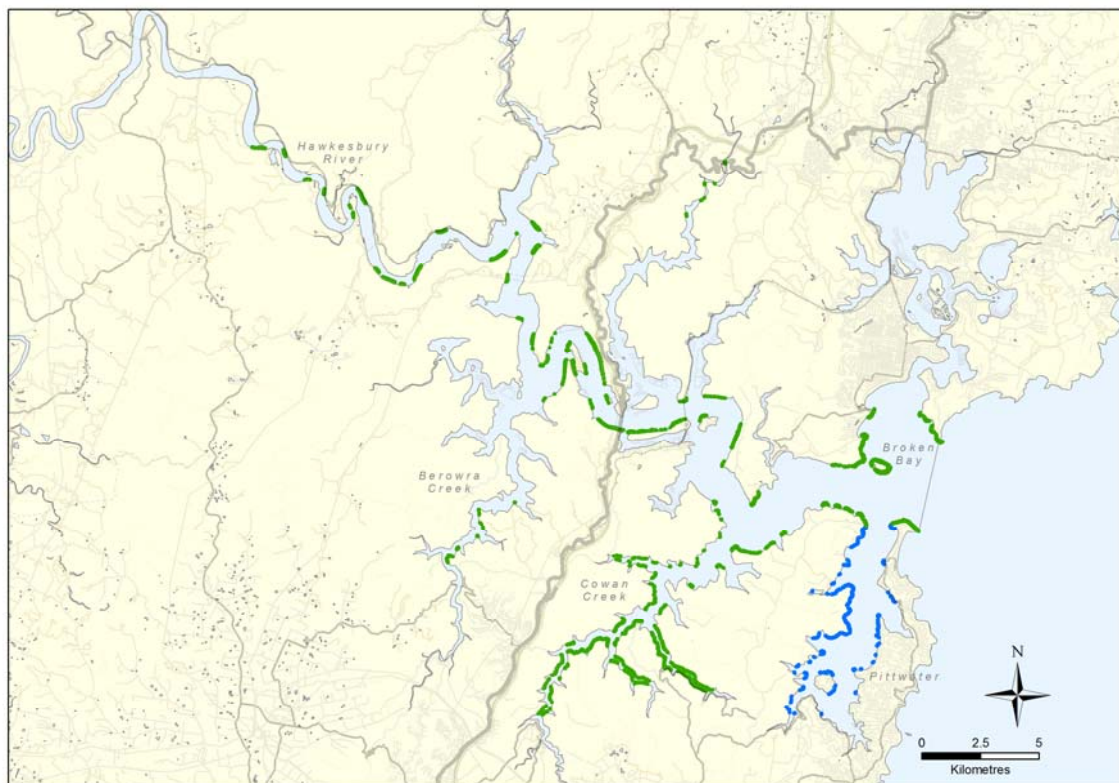 Hawkesbury
River
Broken
Bay
Berowra
Creek
Cowan
Creek
Pittwater
N
0 2.5 5
Kilometres